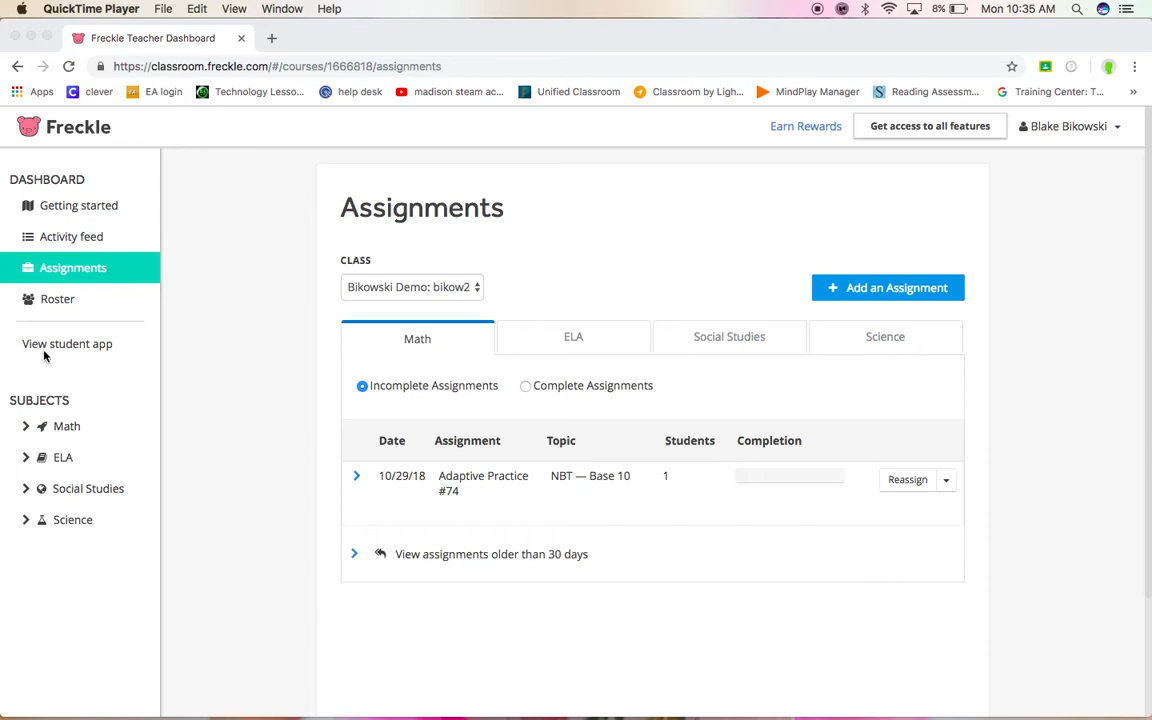 QuickTime Player File Edit View Window Help 8% Mon 10:35 AM
Freckle Teacher Dashboard
https://classroom.freckle.com/#/courses/1666818/assignments
Apps clever EA login Technology Lesso... help desk madison steam ac... Unified Classroom Classroom by Ligh... MindPlay Manager Reading Assessm... Training Center: T... »
Freckle Earn Rewards Get access to all features Blake Bikowski
DASHBOARD
Getting started
Activity feed
Assignments
Roster
View student app
SUBJECTS
Math
ELA
Social Studies
Science
Assignments
CLASS
Bikowski Demo: bikow2
+ Add an Assignment
Math ELA Social Studies Science
Incomplete Assignments Complete Assignments
Date Assignment Topic Students Completion
10/29/18 Adaptive Practice NBT — Base 10 1 Reassign
#74
View assignments older than 30 days